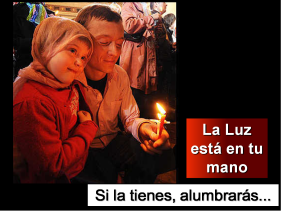 La Luz
está en tu
mano
Si la tienes, alumbrarás...